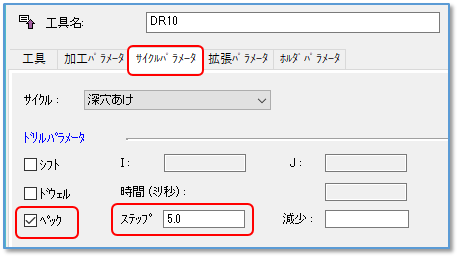 工具名: DR10
工具 加工ﾊﾟﾗﾒｰﾀ ｻｲｸﾙﾊﾟﾗﾒｰﾀ 拡張ﾊﾟﾗﾒｰﾀ ﾎﾙﾀﾞﾊﾟﾗﾒｰﾀ
サイクル : 深穴あけ
ﾄﾞﾘﾙﾊﾟﾗﾒｰﾀ
ｼﾌﾄ I : J :
ﾄﾞｳｪﾙ 時間 (ﾐﾘ秒) :
ﾍﾟｯｸ ｽﾃｯﾌﾟ 5.0 減少 :